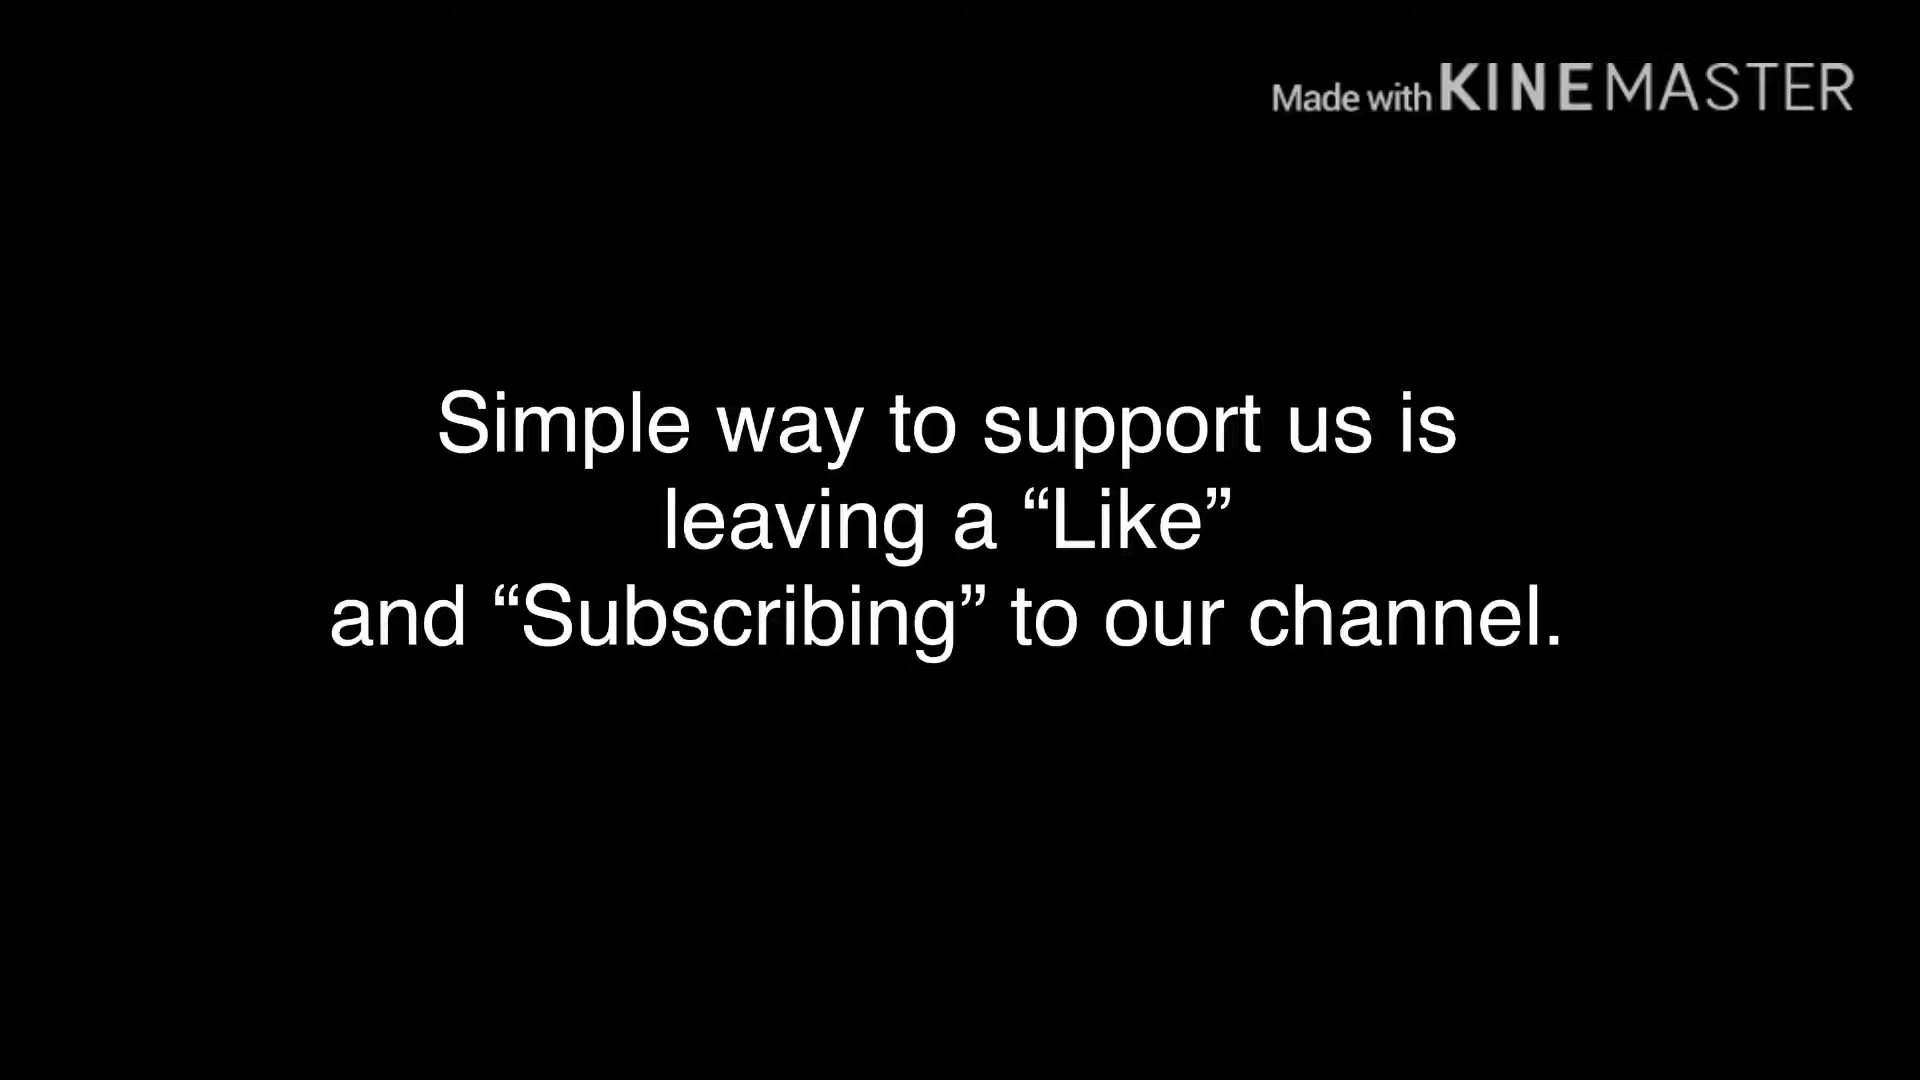 Made with KINEMASTER
Simple way to support us is
leaving a “Like”
and “Subscribing” to our channel.